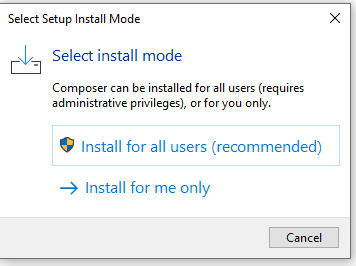 Select Setup Install Mode
Select install mode
Composer can be installed for all users (requires
administrative privileges), or for you only.
Install for all users (recommended)
Install for me only
Cancel